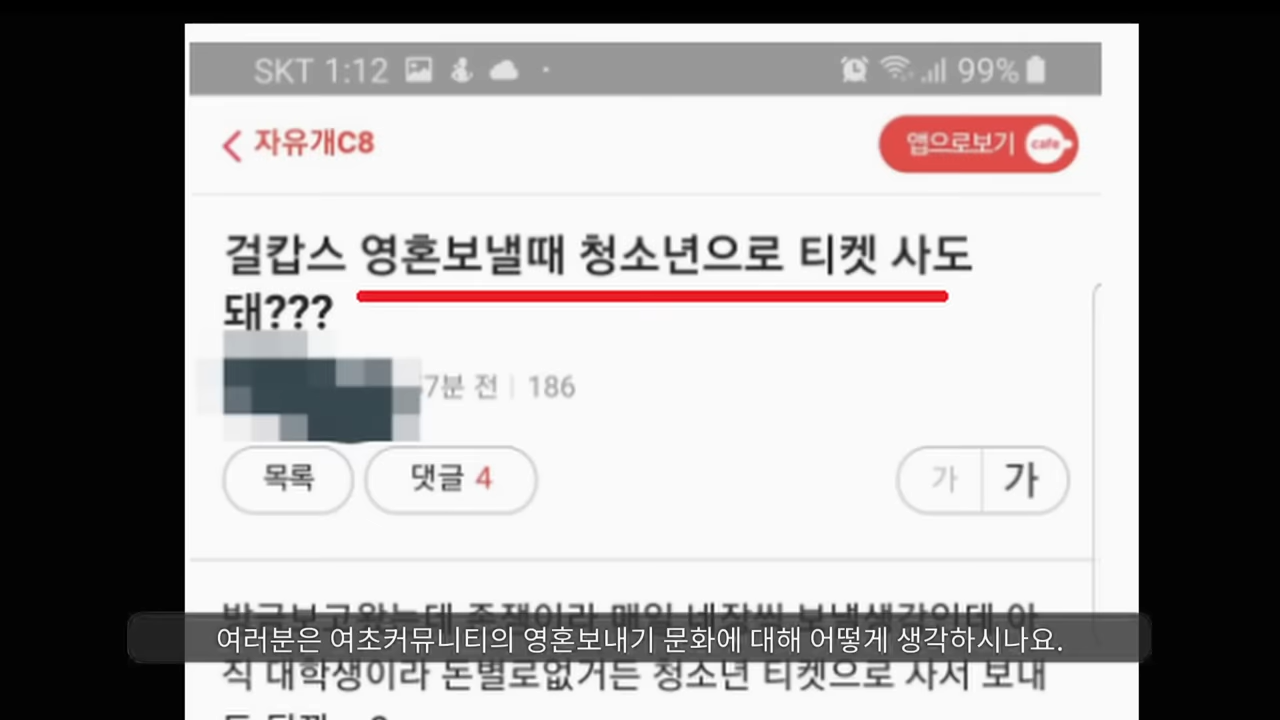 SKT 1:12 99%
자유개C8 앱으로보기 cafe
걸캅스 영혼보낼때 청소년으로 티켓 사도
돼???
7분 전 186
목록 댓글 4 가 가
여러분은 여초커뮤니티의 영혼보내기 문화에 대해 어떻게 생각하시나요.
직 대학생이라 돈별로없거든 청소년 티켓으로 사서 보내